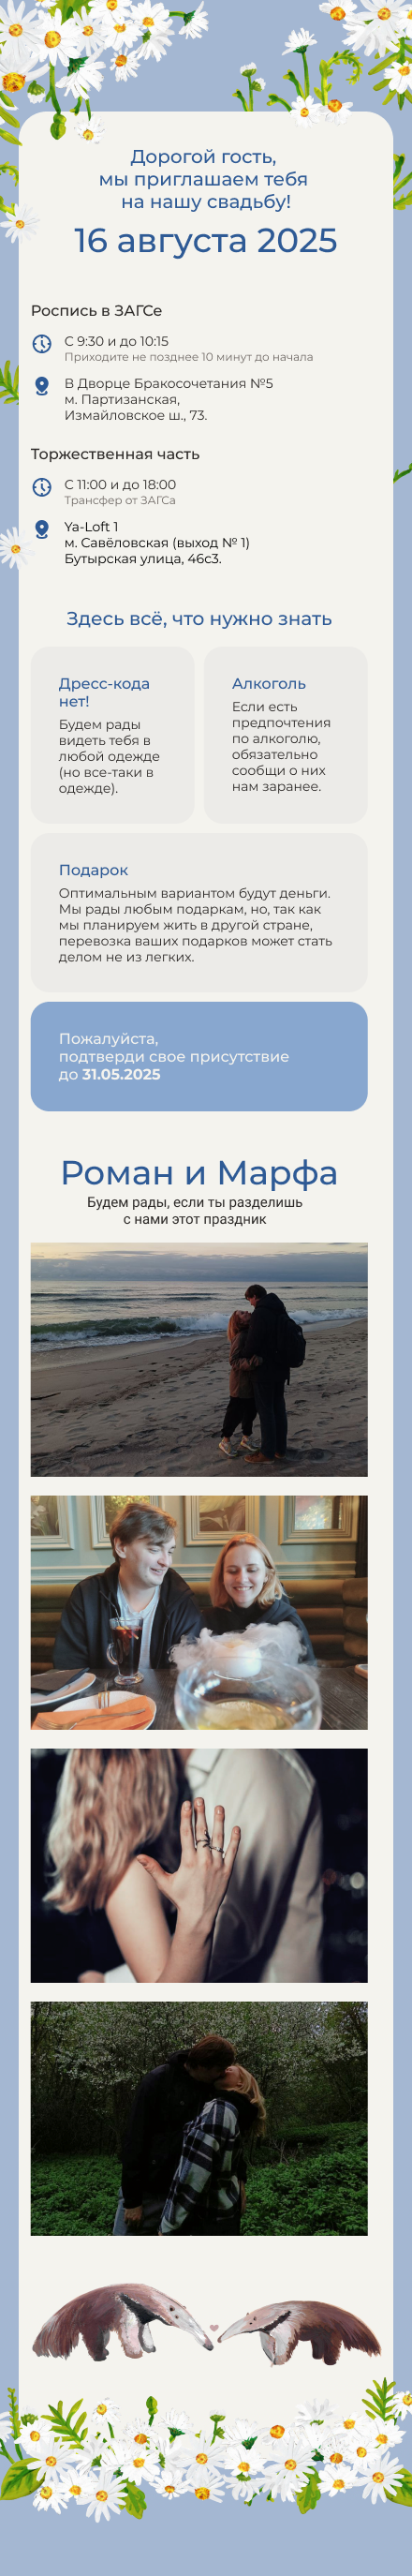 Дорогой гость,
мы приглашаем тебя
на нашу свадьбу!
16 августа 2025
Роспись в ЗАГСе
С 9:30 и до 10:15
Приходите не позднее 10 минут до начала
В Дворце Бракосочетания №5
м. Партизанская,
Измайловское ш., 73.
Торжественная часть
С 11:00 и до 18:00
Трансфер от ЗАГСа
Ya-Loft 1
м. Савёловская (выход № 1)
Бутырская улица, 46с3.
Здесь всё, что нужно знать
Дресс-кода
нет!
Будем рады
видеть тебя в
любой одежде
(но все-таки в
одежде).
Алкоголь
Если есть
предпочтения
по алкоголю,
обязательно
сообщи о них
нам заранее.
Подарок
Оптимальным вариантом будут деньги.
Мы рады любым подаркам, но, так как
мы планируем жить в другой стране,
перевозка ваших подарков может стать
делом не из легких.
Пожалуйста,
подтверди свое присутствие
до 31.05.2025
Роман и Марфа
Будем рады, если ты разделишь
с нами этот праздник